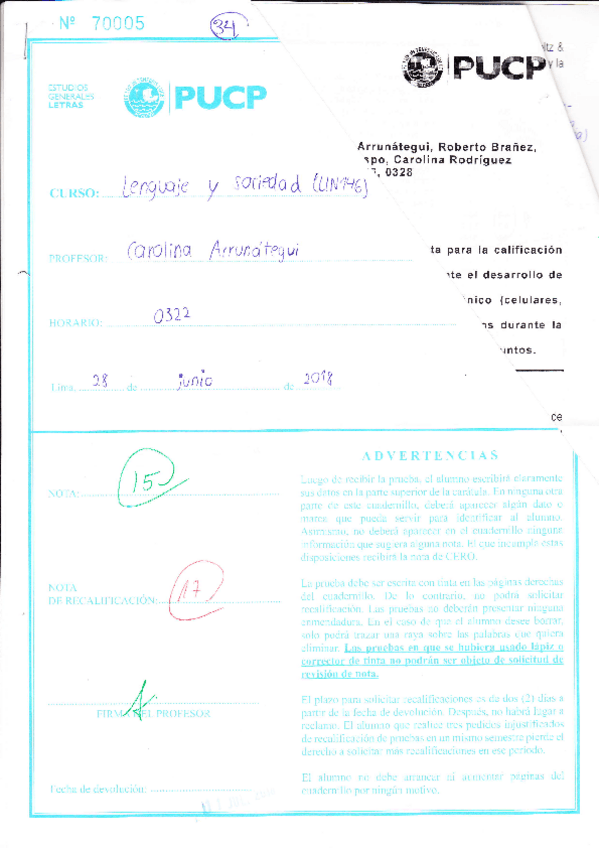 Nº 70005
34
ESTUDIOS
GENERALES
LETRAS
PUCP
PUCP
tz &
y la
a)
Arrunátegui, Roberto Brañez,
spo, Carolina Rodríguez
, 0328
CURSO: Lenguaje y sociedad (LIN146)
PROFESOR: Carolina Arrunátegui
ta para la calificación
te el desarrollo de
nico (celulares,
HORARIO: 0322
s durante la
untos.
Lima, 28 de junio de 2018
ce
NOTA: 15
NOTA
DE RECALIFICACIÓN: 17
FIRMA DEL PROFESOR
Fecha de devolución:
ADVERTENCIAS
Luego de recibir la prueba, el alumno escribirá claramente
sus datos en la parte superior de la carátula. En ninguna otra
parte de este cuadernillo, deberá aparecer algún dato o
marca que pueda servir para identificar al alumno.
Asimismo, no deberá aparecer en el cuadernillo ninguna
información que sugiera alguna nota. El que incumpla estas
disposiciones recibirá la nota de CERO.
La prueba debe ser escrita con tinta en las páginas derechas
del cuadernillo. De lo contrario, no podrá solicitar
recalificación. Las pruebas no deberán presentar ninguna
enmendadura. En el caso de que el alumno desee borrar,
solo podrá trazar una raya sobre las palabras que quiera
eliminar. Las pruebas en que se hubiera usado lápiz o
corrector de tinta no podrán ser objeto de solicitud de
revisión de nota.
El plazo para solicitar recalificaciones es de dos (2) días a
partir de la fecha de devolución. Después, no habrá lugar a
reclamo. El alumno que realice tres pedidos injustificados
de recalificación de pruebas en un mismo semestre pierde el
derecho a solicitar más recalificaciones en ese período.
El alumno no debe arrancar ni aumentar páginas del
cuadernillo por ningún motivo.